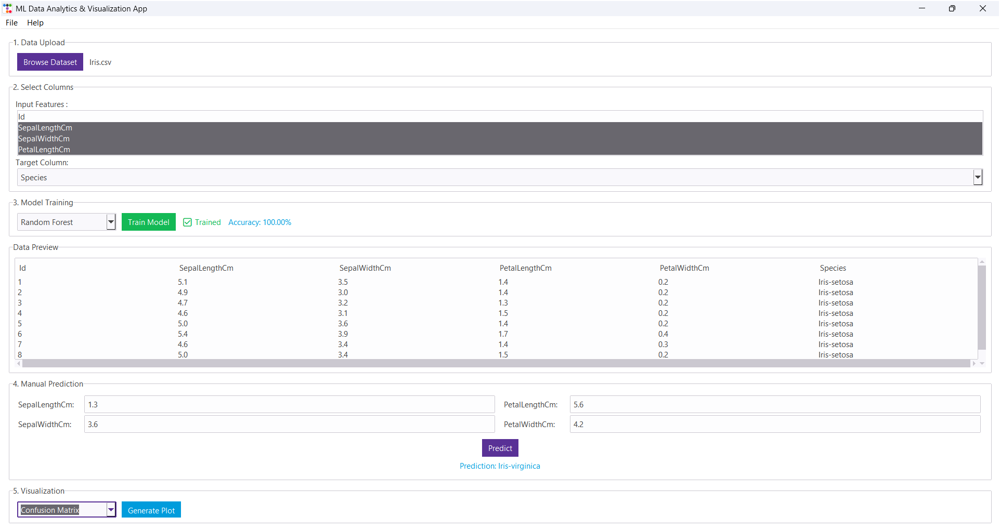 ML Data Analytics & Visualization App
File Help
1. Data Upload
Browse Dataset Iris.csv
2. Select Columns
Input Features :
Id
SepalLengthCm
SepalWidthCm
PetalLengthCm
Target Column:
Species
3. Model Training
Random Forest Train Model Trained Accuracy: 100.00%
Data Preview
Id SepalLengthCm SepalWidthCm PetalLengthCm PetalWidthCm Species
1 5.1 3.5 1.4 0.2 Iris-setosa
2 4.9 3.0 1.4 0.2 Iris-setosa
3 4.7 3.2 1.3 0.2 Iris-setosa
4 4.6 3.1 1.5 0.2 Iris-setosa
5 5.0 3.6 1.4 0.2 Iris-setosa
6 5.4 3.9 1.7 0.4 Iris-setosa
7 4.6 3.4 1.4 0.3 Iris-setosa
8 5.0 3.4 1.5 0.2 Iris-setosa
4. Manual Prediction
SepalLengthCm: 1.3 PetalLengthCm: 5.6
SepalWidthCm: 3.6 PetalWidthCm: 4.2
Predict
Prediction: Iris-virginica
5. Visualization
Confusion Matrix Generate Plot